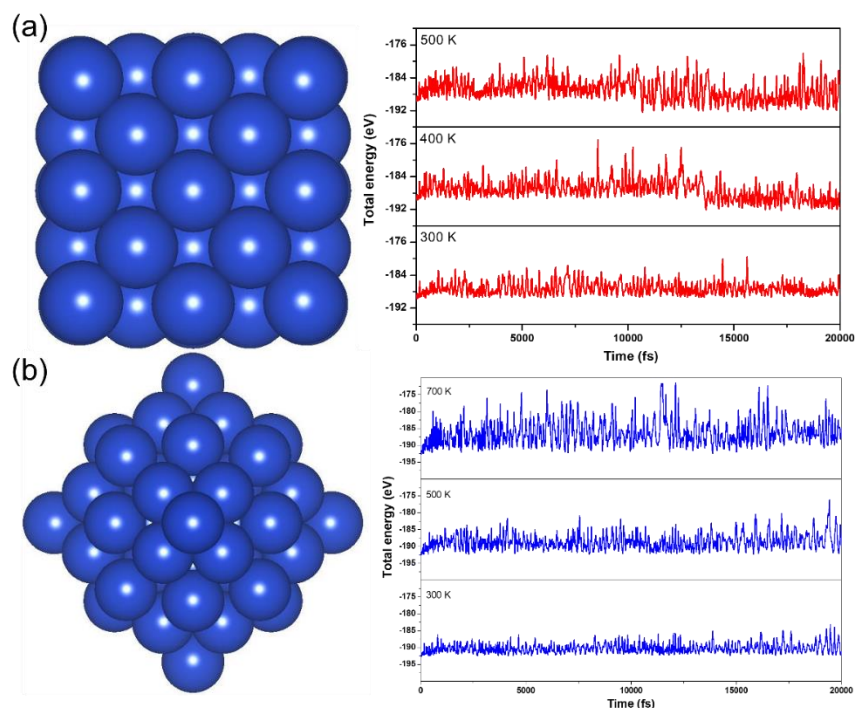 (a)
500 K
-176
-184
-192
400 K
-176
-184
-192
300 K
-176
-184
-192
Total energy (eV)
0 5000 10000 15000 20000
Time (fs)
(b)
700 K
-175
-180
-185
-190
-195
500 K
-175
-180
-185
-190
-195
300 K
-175
-180
-185
-190
-195
Total energy (eV)
0 5000 10000 15000 20000
Time (fs)